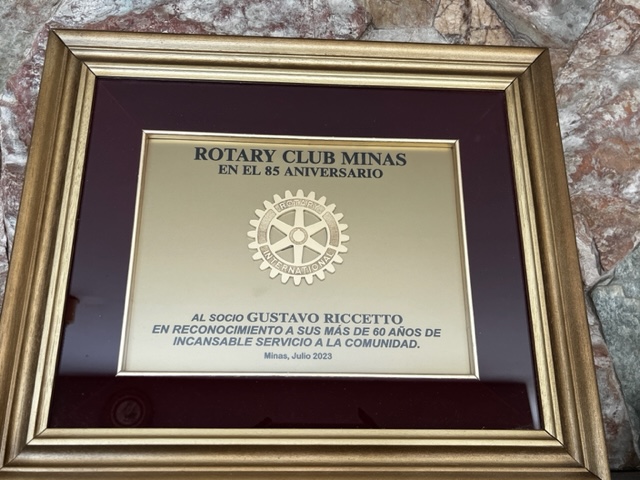 ROTARY CLUB MINAS
EN EL 85 ANIVERSARIO
ROTARY
INTERNATIONAL
AL SOCIO GUSTAVO RICCETTO
EN RECONOCIMIENTO A SUS MÁS DE 60 AÑOS DE
INCANSABLE SERVICIO A LA COMUNIDAD.
Minas, Julio 2023